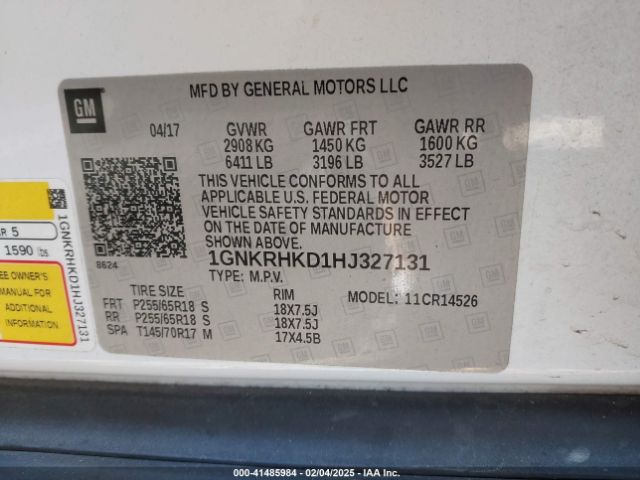 MFD BY GENERAL MOTORS LLC
GM
04/17 GVWR GAWR FRT GAWR RR
2908 KG 1450 KG 1600 KG
6411 LB 3196 LB 3527 LB
THIS VEHICLE CONFORMS TO ALL
APPLICABLE U.S. FEDERAL MOTOR
VEHICLE SAFETY STANDARDS IN EFFECT
ON THE DATE OF MANUFACTURE
SHOWN ABOVE.
8624
1GNKRHKD1HJ327131
TYPE: M.P.V.
TIRE SIZE RIM MODEL: 11CR14526
FRT P255/65R18 S 18X7.5J
RR P255/65R18 S 18X7.5J
SPA T145/70R17 M 17X4.5B
1GNKRHKD1HJ327131
R 5
1590 lbs
EE OWNER'S
MANUAL FOR
ADDITIONAL
INFORMATION
000-41485984 - 02/04/2025 - IAA Inc.